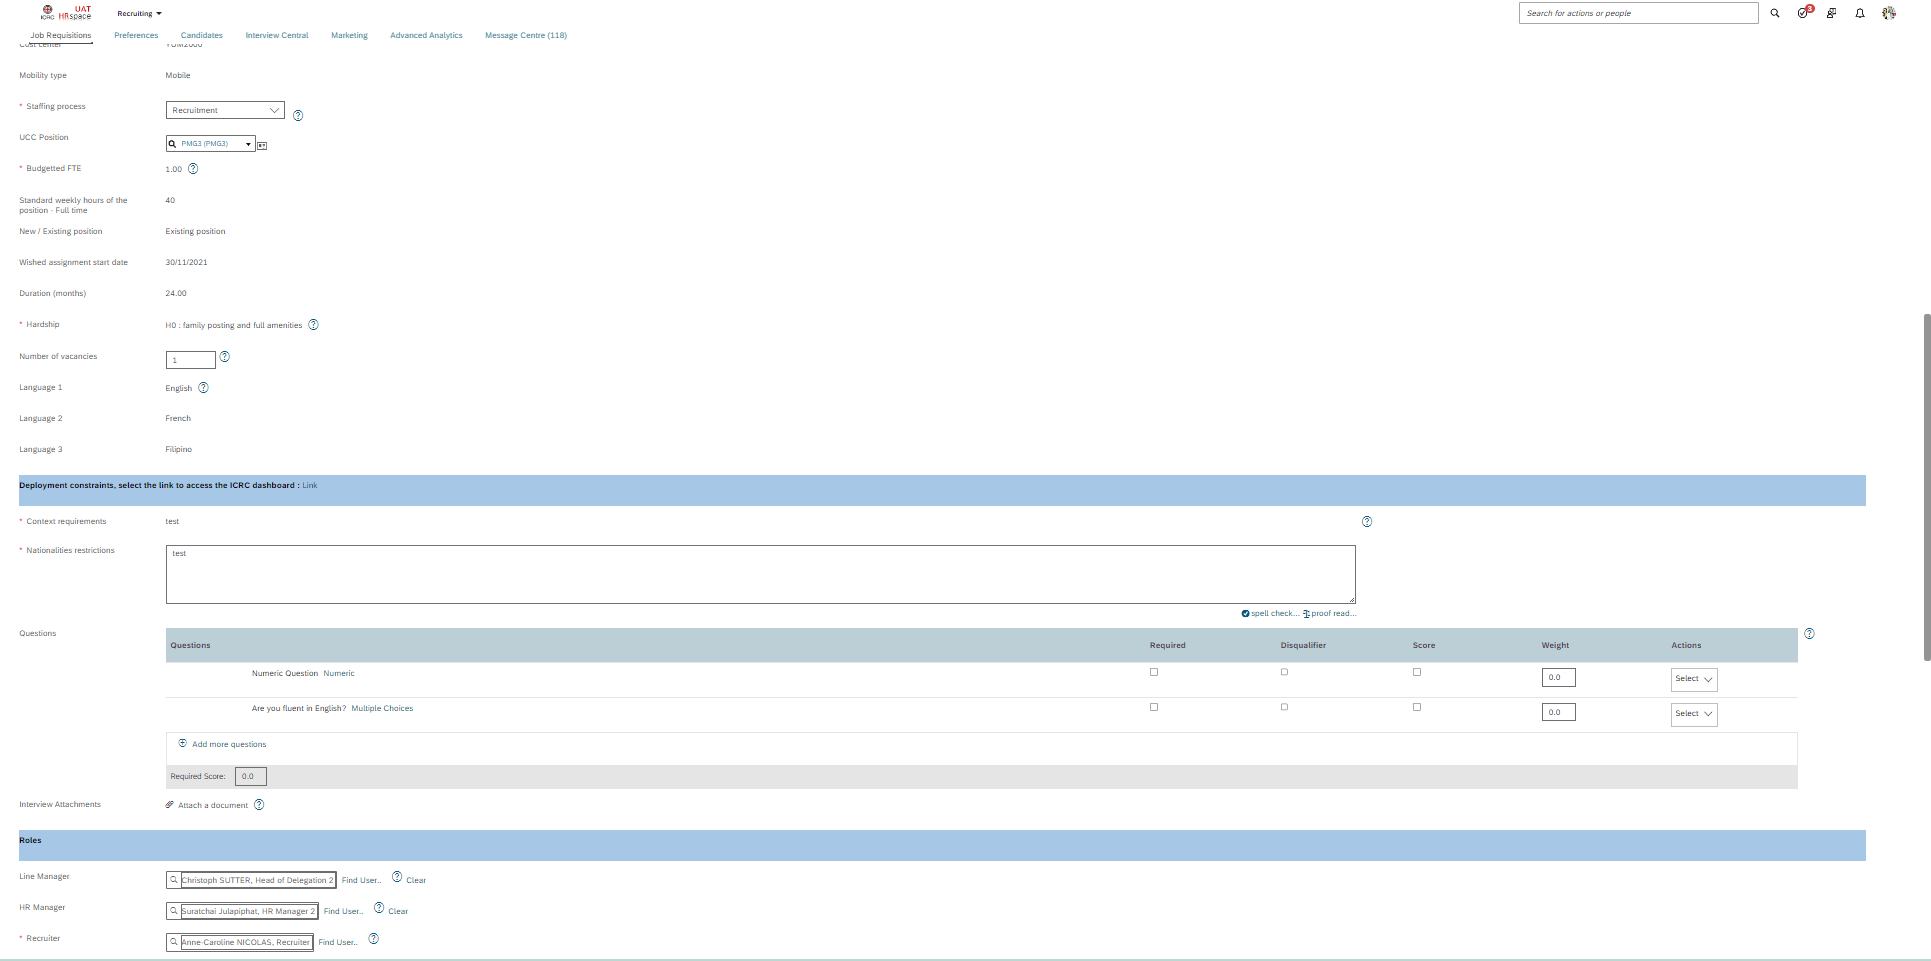 ICRC
UAT
HRspace
Recruiting
Search for actions or people
3
Job Requisitions
Preferences
Candidates
Interview Central
Marketing
Advanced Analytics
Message Centre (118)
Cost center
YOM2000
Mobility type
Mobile
* Staffing process
Recruitment
UCC Position
PMG3 (PMG3)
* Budgetted FTE
1.00
Standard weekly hours of the
position - Full time
40
New / Existing position
Existing position
Wished assignment start date
30/11/2021
Duration (months)
24.00
* Hardship
H0 : family posting and full amenities
Number of vacancies
1
Language 1
English
Language 2
French
Language 3
Filipino
Deployment constraints, select the link to access the ICRC dashboard : Link
* Context requirements
test
* Nationalities restrictions
test
spell check... proof read...
Questions
Questions
Required
Disqualifier
Score
Weight
Actions
Numeric Question Numeric
0.0
Select
Are you fluent in English? Multiple Choices
0.0
Select
Add more questions
Required Score: 0.0
Interview Attachments
Attach a document
Roles
Line Manager
Christoph SUTTER, Head of Delegation 2 Find User.. Clear
HR Manager
Suratchai Julapiphat, HR Manager 2 Find User.. Clear
* Recruiter
Anne-Caroline NICOLAS, Recruiter Find User..